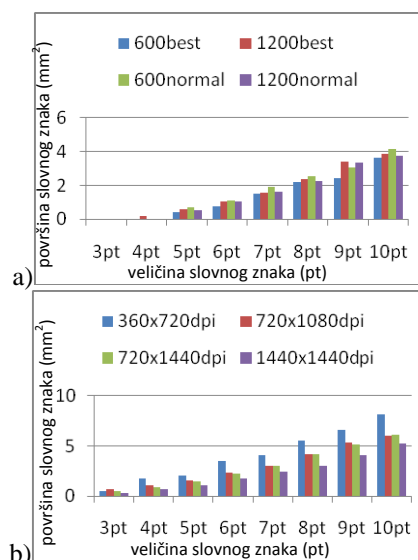 600best 1200best
600normal 1200normal
površina slovnog znaka (mm²)
6
4
2
0
3pt 4pt 5pt 6pt 7pt 8pt 9pt 10pt
veličina slovnog znaka (pt)
a)
360x720dpi 720x1080dpi
720x1440dpi 1440x1440dpi
površina slovnog znaka (mm²)
10
5
0
3pt 4pt 5pt 6pt 7pt 8pt 9pt 10pt
veličina slovnog znaka (pt)
b)